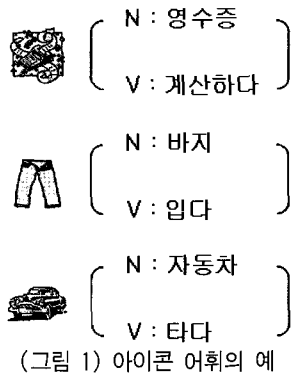 N : 영수증
V : 계산하다
N : 바지
V : 입다
N : 자동차
V : 타다
(그림 1) 아이콘 어휘의 예